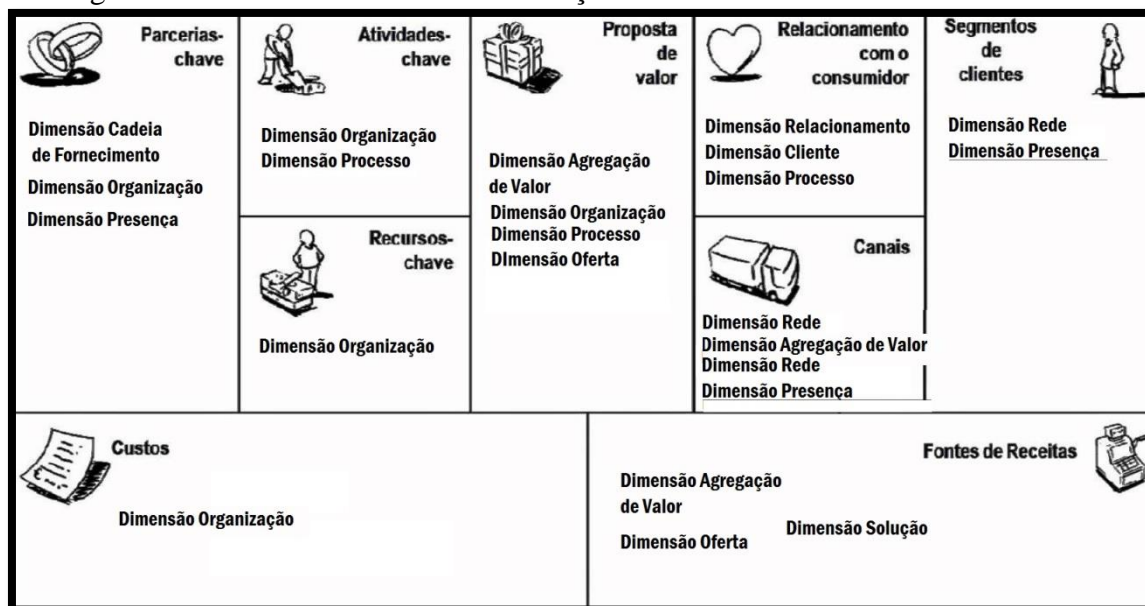 Parcerias-
chave
Dimensão Cadeia
de Fornecimento
Dimensão Organização
Dimensão Presença
Atividades-
chave
Dimensão Organização
Dimensão Processo
Recursos-
chave
Dimensão Organização
Proposta
de
valor
Dimensão Agregação
de Valor
Dimensão Organização
Dimensão Processo
DImensão Oferta
Relacionamento
com o
consumidor
Dimensão Relacionamento
Dimensão Cliente
Dimensão Processo
Canais
Dimensão Rede
Dimensão Agregação de Valor
Dimensão Rede
Dimensão Presença
Segmentos
de
clientes
Dimensão Rede
Dimensão Presença
Custos
Dimensão Organização
Fontes de Receitas
Dimensão Agregação
de Valor
Dimensão Oferta
Dimensão Solução